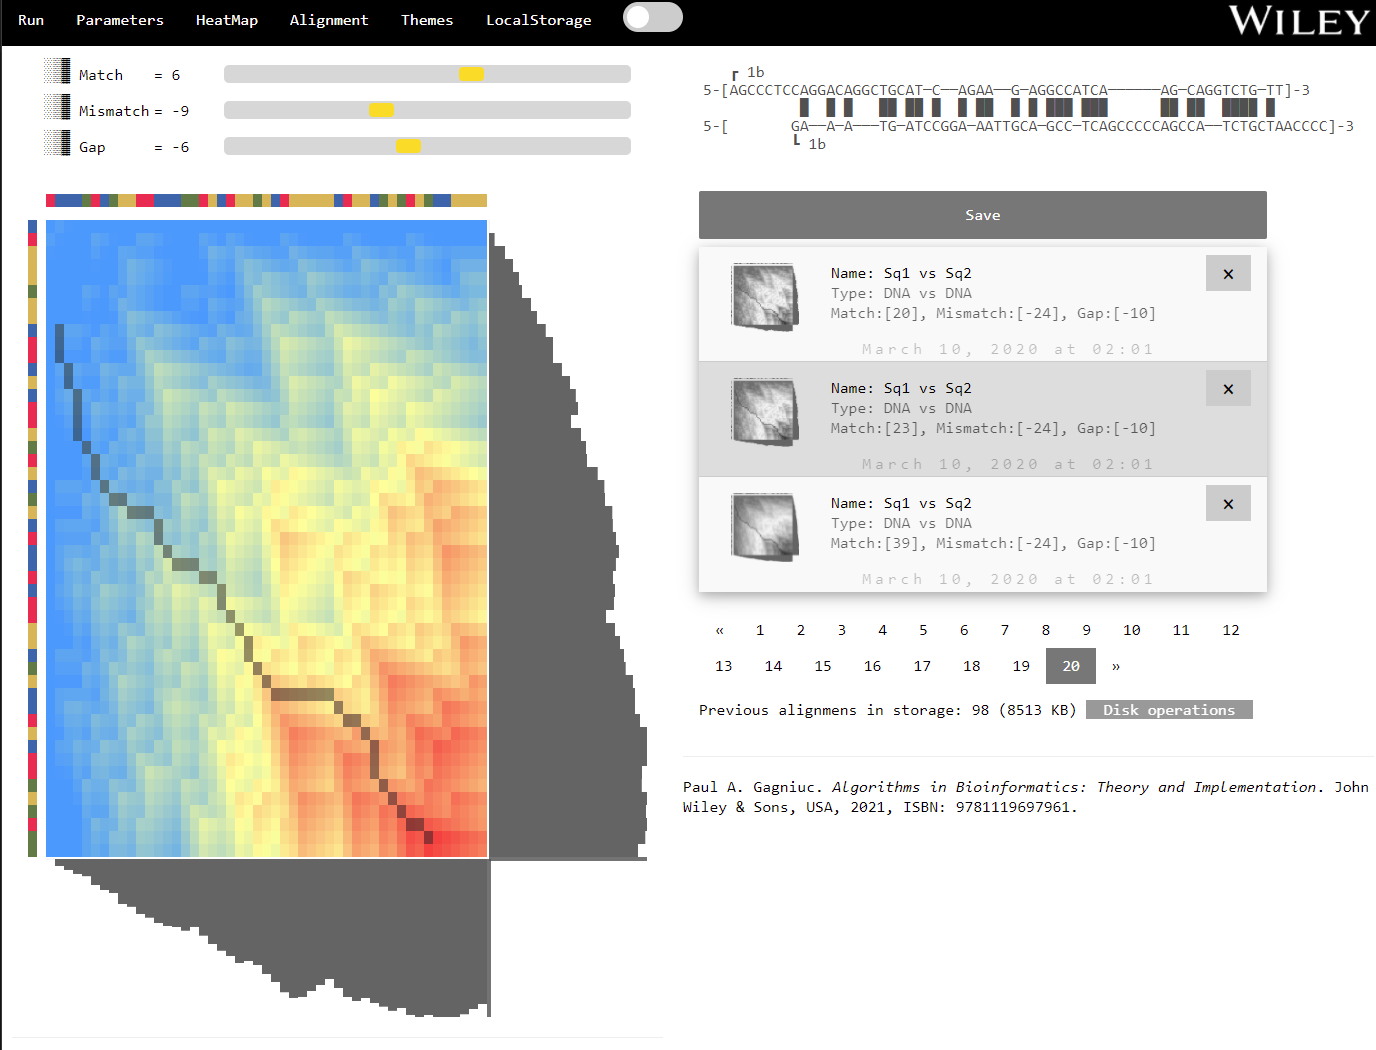 Run Parameters HeatMap Alignment Themes LocalStorage WILEY
Match = 6
Mismatch = -9
Gap = -6
┏ 1b
5-[AGCCCTCCAGGACAGGCTGCAT—C——AGAA——G—AGGCCATCA——————AG—CAGGTCTG—TT]-3
5-[ GA——A—A———TG—ATCCGGA—AATTGCA—GCC—TCAGCCCCCAGCCA——TCTGCTAACCCC]-3
┗ 1b
Save
Name: Sq1 vs Sq2
Type: DNA vs DNA
Match:[20], Mismatch:[-24], Gap:[-10]
March 10, 2020 at 02:01
×
Name: Sq1 vs Sq2
Type: DNA vs DNA
Match:[23], Mismatch:[-24], Gap:[-10]
March 10, 2020 at 02:01
×
Name: Sq1 vs Sq2
Type: DNA vs DNA
Match:[39], Mismatch:[-24], Gap:[-10]
March 10, 2020 at 02:01
×
« 1 2 3 4 5 6 7 8 9 10 11 12
13 14 15 16 17 18 19 20 »
Previous alignmens in storage: 98 (8513 KB) Disk operations
Paul A. Gagniuc. Algorithms in Bioinformatics: Theory and Implementation. John
Wiley & Sons, USA, 2021, ISBN: 9781119697961.